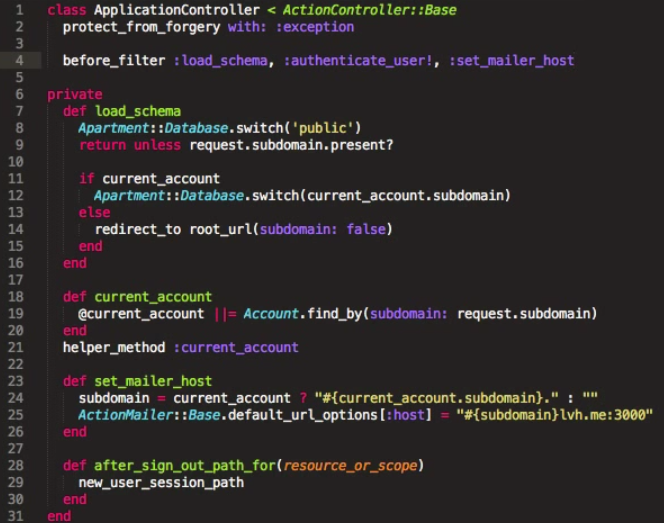 1 class ApplicationController < ActionController::Base
2   protect_from_forgery with: :exception
3
4   before_filter :load_schema, :authenticate_user!, :set_mailer_host
5
6 private
7   def load_schema
8     Apartment::Database.switch('public')
9     return unless request.subdomain.present?
10
11     if current_account
12       Apartment::Database.switch(current_account.subdomain)
13     else
14       redirect_to root_url(subdomain: false)
15     end
16   end
17
18   def current_account
19     @current_account ||= Account.find_by(subdomain: request.subdomain)
20   end
21   helper_method :current_account
22
23   def set_mailer_host
24     subdomain = current_account ? "#{current_account.subdomain}." : ""
25     ActionMailer::Base.default_url_options[:host] = "#{subdomain}lvh.me:3000"
26   end
27
28   def after_sign_out_path_for(resource_or_scope)
29     new_user_session_path
30   end
31 end